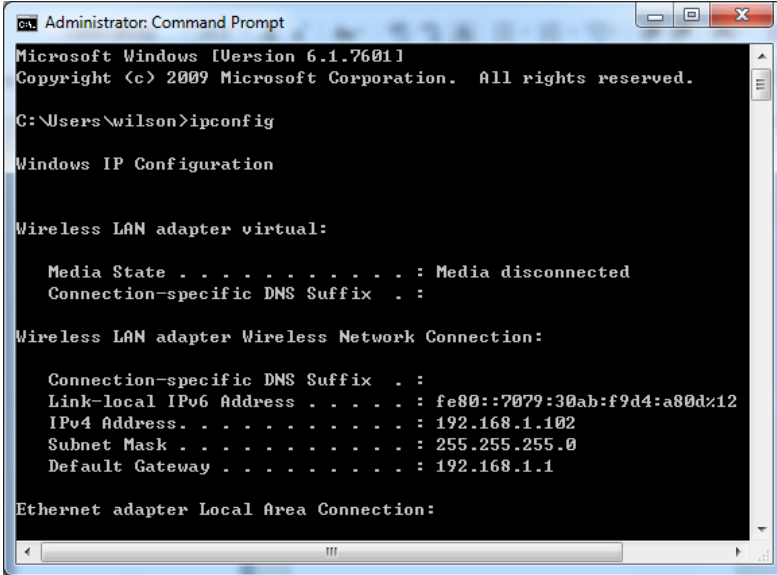 Administrator: Command Prompt
Microsoft Windows [Version 6.1.7601]
Copyright (c) 2009 Microsoft Corporation.  All rights reserved.
C:\Users\wilson>ipconfig
Windows IP Configuration
Wireless LAN adapter virtual:
   Media State . . . . . . . . . . . : Media disconnected
   Connection-specific DNS Suffix  . :
Wireless LAN adapter Wireless Network Connection:
   Connection-specific DNS Suffix  . :
   Link-local IPv6 Address . . . . . : fe80::7079:30ab:f9d4:a80d%12
   IPv4 Address. . . . . . . . . . . : 192.168.1.102
   Subnet Mask . . . . . . . . . . . : 255.255.255.0
   Default Gateway . . . . . . . . . : 192.168.1.1
Ethernet adapter Local Area Connection: